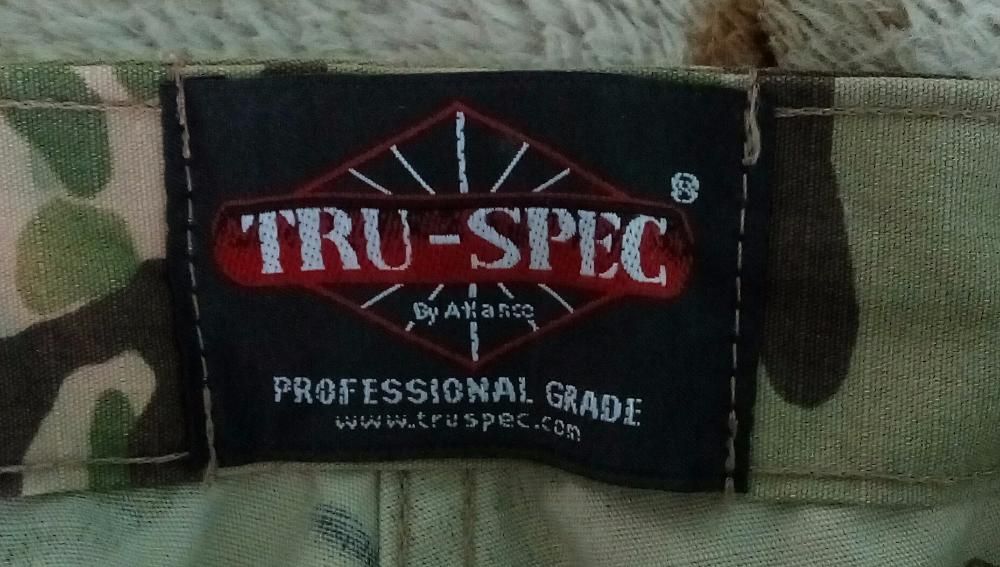 TRU-SPEC®
By Atlanco
PROFESSIONAL GRADE
www.truspec.com